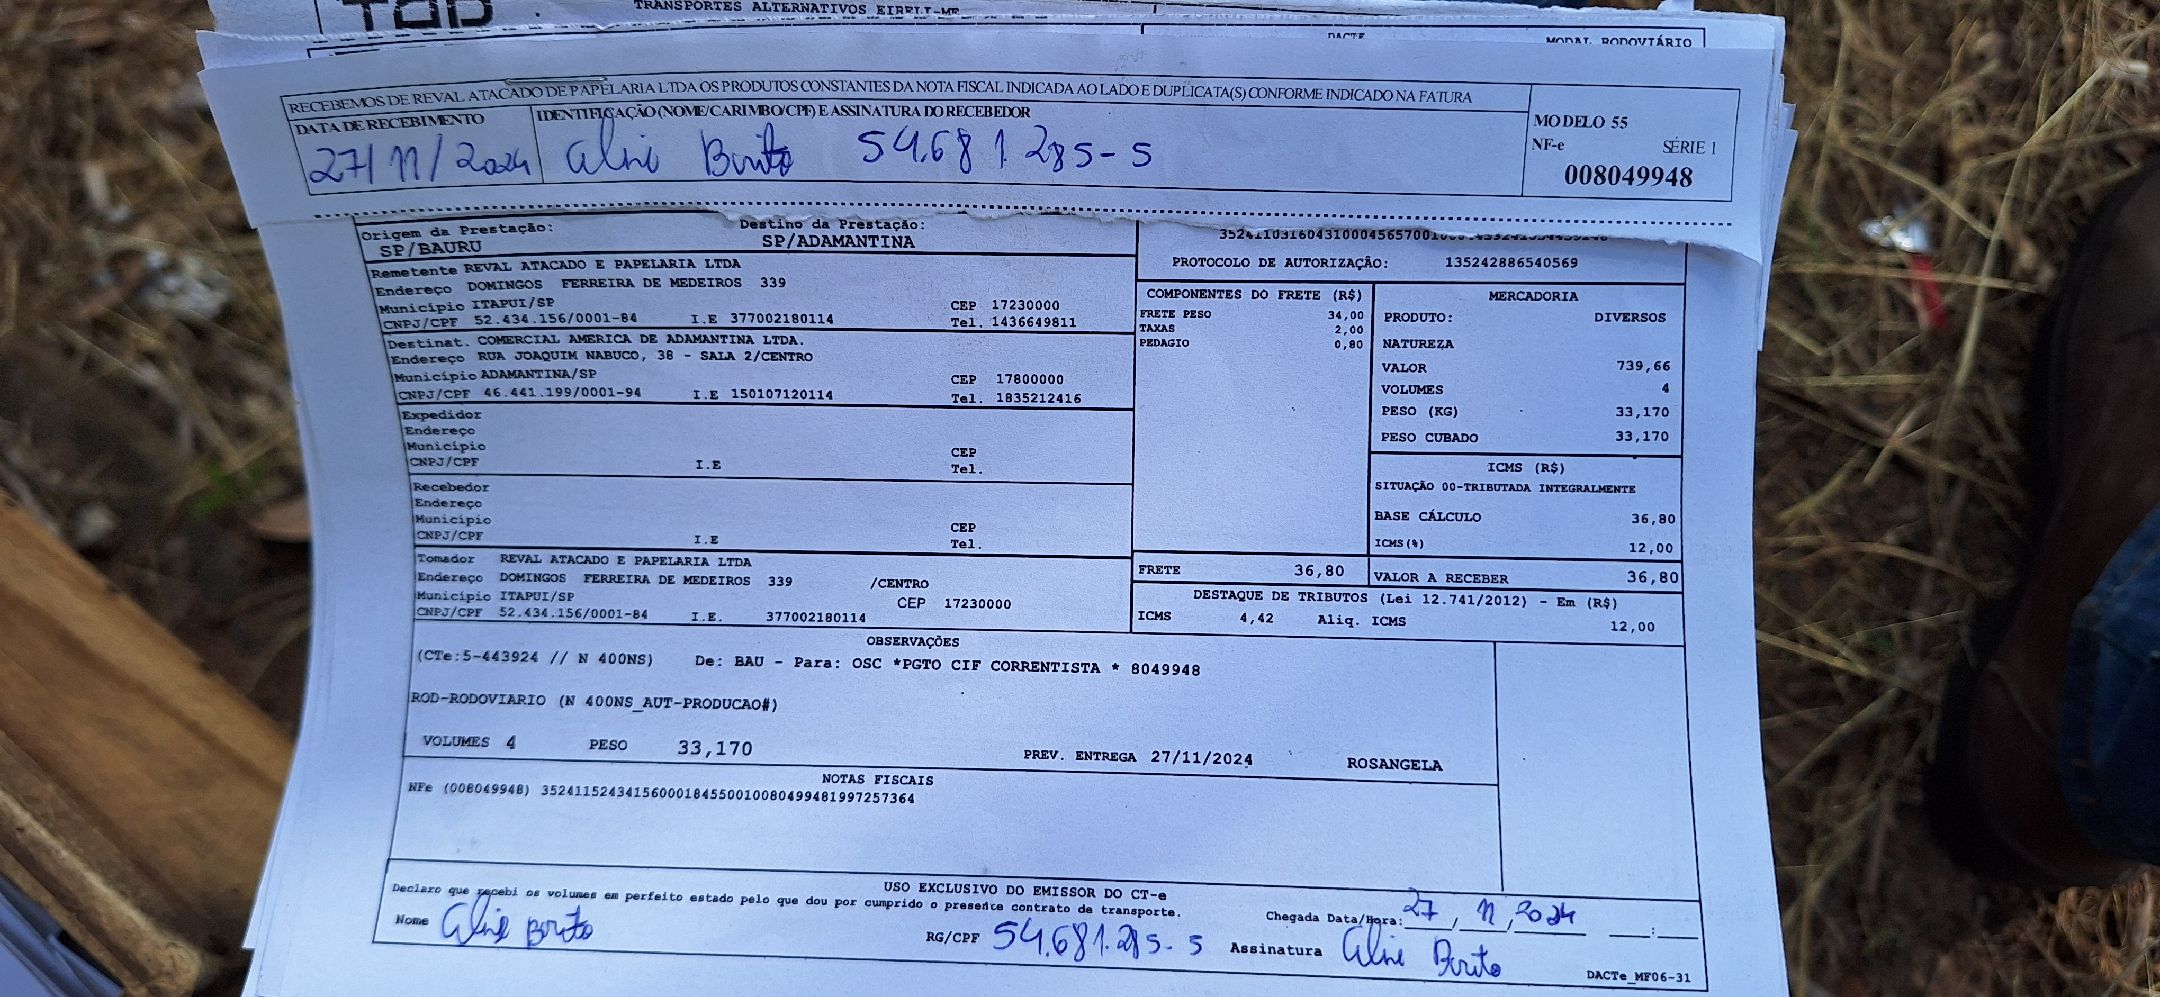 TRANSPORTES ALTERNATIVOS EIRELI-ME
DACTE
MODAL RODOVIÁRIO
RECEBEMOS DE REVAL ATACADO DE PAPELARIA LTDA OS PRODUTOS CONSTANTES DA NOTA FISCAL INDICADA AO LADO E DUPLICATA(S) CONFORME INDICADO NA FATURA
DATA DE RECEBIMENTO
IDENTIFICAÇÃO (NOME/CARIMBO/CPF) E ASSINATURA DO RECEBEDOR
27/11/2024 Aline Brito 54.681.285-5
MODELO 55
NF-e SÉRIE 1
008049948
Origem da Prestação: Destino da Prestação:
SP/BAURU SP/ADAMANTINA
PROTOCOLO DE AUTORIZAÇÃO: 135242886540569
Remetente REVAL ATACADO E PAPELARIA LTDA
Endereço DOMINGOS FERREIRA DE MEDEIROS 339
Município ITAPUI/SP CEP 17230000
CNPJ/CPF 52.434.156/0001-84 I.E 377002180114 Tel. 1436649811
Destinat. COMERCIAL AMERICA DE ADAMANTINA LTDA.
Endereço RUA JOAQUIM NABUCO, 38 - SALA 2/CENTRO
Município ADAMANTINA/SP CEP 17800000
CNPJ/CPF 46.441.199/0001-94 I.E 150107120114 Tel. 1835212416
Expedidor
Endereço
Município CEP
CNPJ/CPF I.E Tel.
Recebedor
Endereço
Município CEP
CNPJ/CPF I.E Tel.
Tomador REVAL ATACADO E PAPELARIA LTDA
Endereço DOMINGOS FERREIRA DE MEDEIROS 339 /CENTRO
Município ITAPUI/SP CEP 17230000
CNPJ/CPF 52.434.156/0001-84 I.E. 377002180114
COMPONENTES DO FRETE (R$)
FRETE PESO 34,00
TAXAS 2,00
PEDAGIO 0,80
MERCADORIA
PRODUTO: DIVERSOS
NATUREZA
VALOR 739,66
VOLUMES 4
PESO (KG) 33,170
PESO CUBADO 33,170
ICMS (R$)
SITUAÇÃO 00-TRIBUTADA INTEGRALMENTE
BASE CÁLCULO 36,80
ICMS(%) 12,00
FRETE 36,80 VALOR A RECEBER 36,80
DESTAQUE DE TRIBUTOS (Lei 12.741/2012) - Em (R$)
ICMS 4,42 Aliq. ICMS 12,00
OBSERVAÇÕES
(CTe:5-443924 // N 400NS) De: BAU - Para: OSC *PGTO CIF CORRENTISTA * 8049948
ROD-RODOVIARIO (N 400NS_AUT-PRODUCAO#)
VOLUMES 4 PESO 33,170 PREV. ENTREGA 27/11/2024 ROSANGELA
NOTAS FISCAIS
NFe (008049948) 35241152434156000184550010080499481997257364
USO EXCLUSIVO DO EMISSOR DO CT-e
Declaro que recebi os volumes em perfeito estado pelo que dou por cumprido o presente contrato de transporte.
Chegada Data/Hora: 27/11/2024 __:__
Nome Aline Brito RG/CPF 54.681.285-5 Assinatura Aline Brito
DACTe_MF06-31